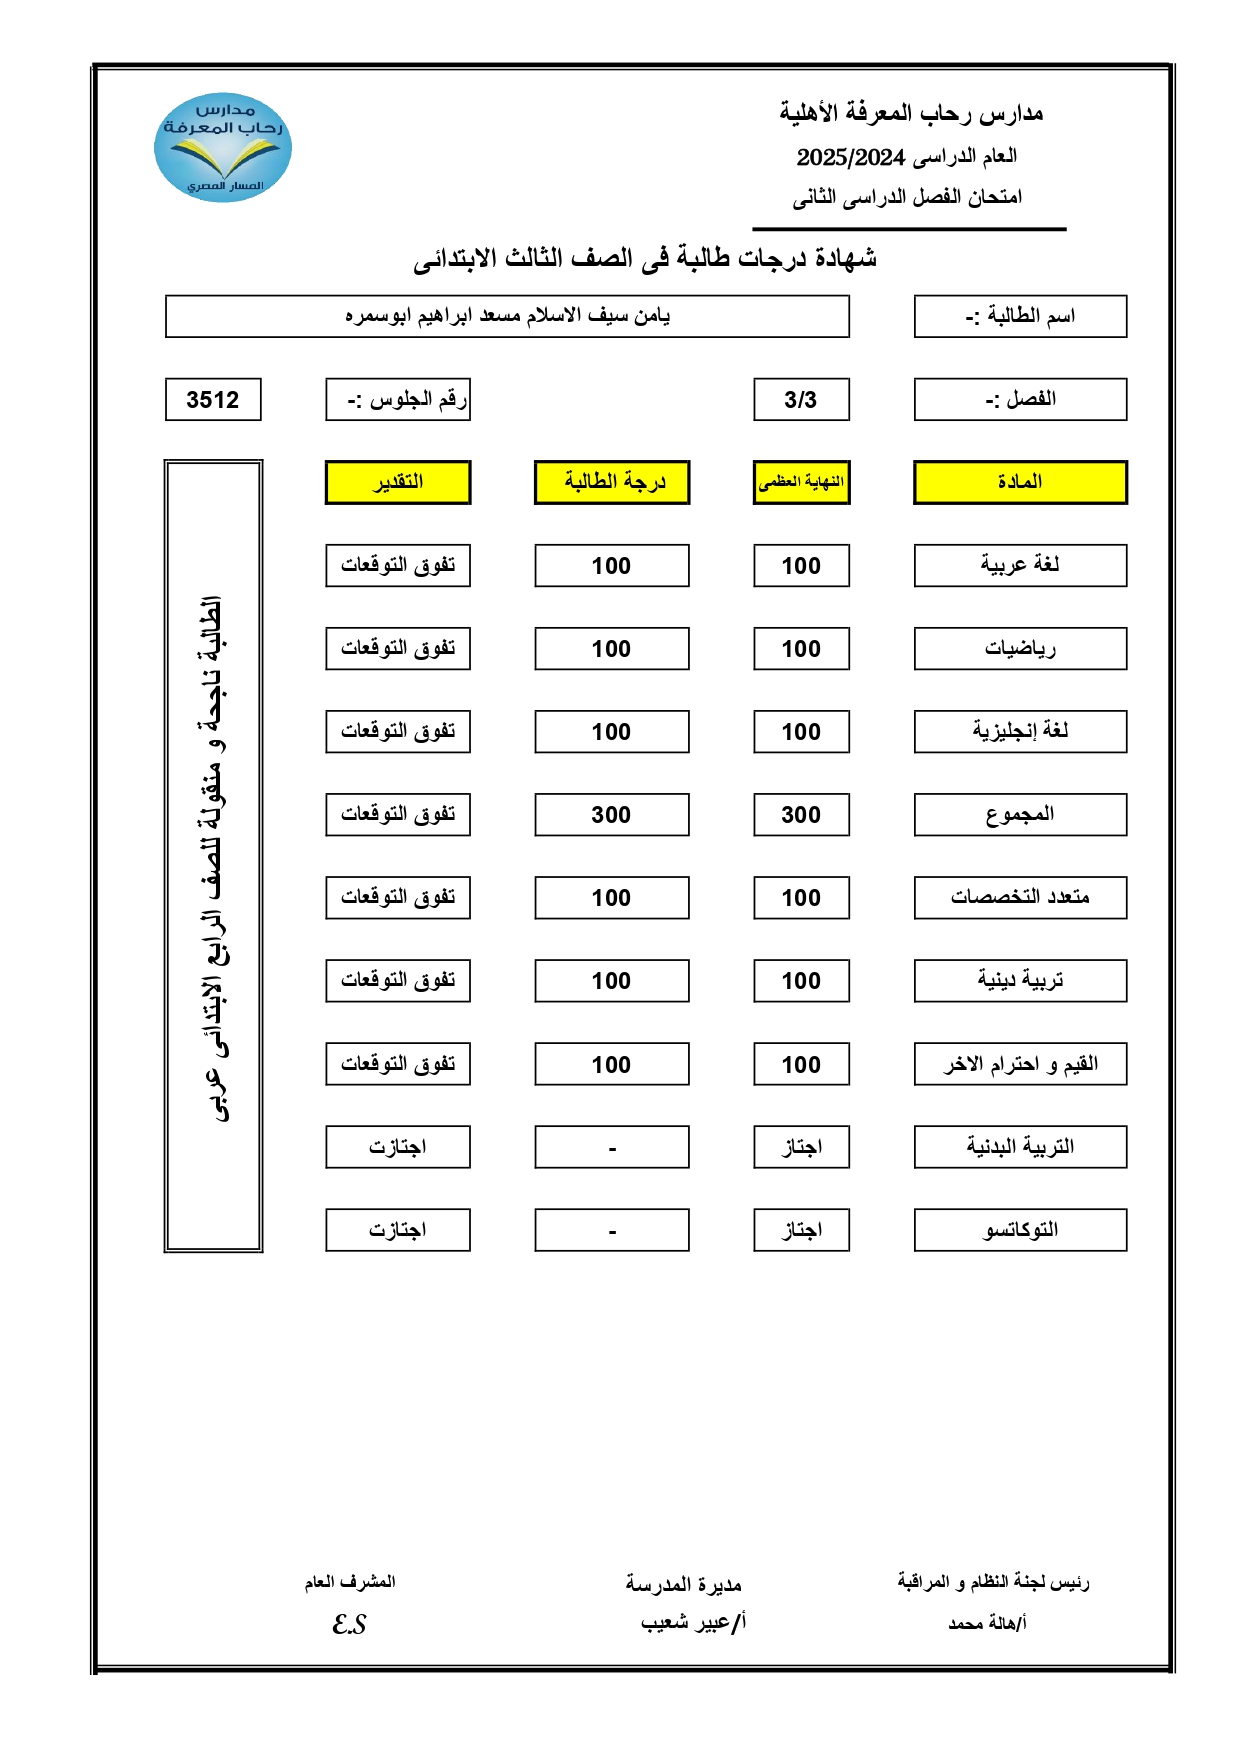 مدارس رحاب المعرفة
المسار المصري
مدارس رحاب المعرفة الأهلية
العام الدراسى 2025/2024
امتحان الفصل الدراسى الثانى
شهادة درجات طالبة فى الصف الثالث الابتدائى
اسم الطالبة :- يامن سيف الاسلام مسعد ابراهيم ابوسمره
الفصل :- 3/3 رقم الجلوس :- 3512
المادة النهاية العظمى درجة الطالبة التقدير
لغة عربية 100 100 تفوق التوقعات
رياضيات 100 100 تفوق التوقعات
لغة إنجليزية 100 100 تفوق التوقعات
المجموع 300 300 تفوق التوقعات
متعدد التخصصات 100 100 تفوق التوقعات
تربية دينية 100 100 تفوق التوقعات
القيم و احترام الاخر 100 100 تفوق التوقعات
التربية البدنية اجتاز - اجتازت
التوكاتسو اجتاز - اجتازت
الطالبة ناجحة و منقولة للصف الرابع الابتدائى عربى
رئيس لجنة النظام و المراقبة مديرة المدرسة المشرف العام
أ/هالة محمد أ/عبير شعيب E.S